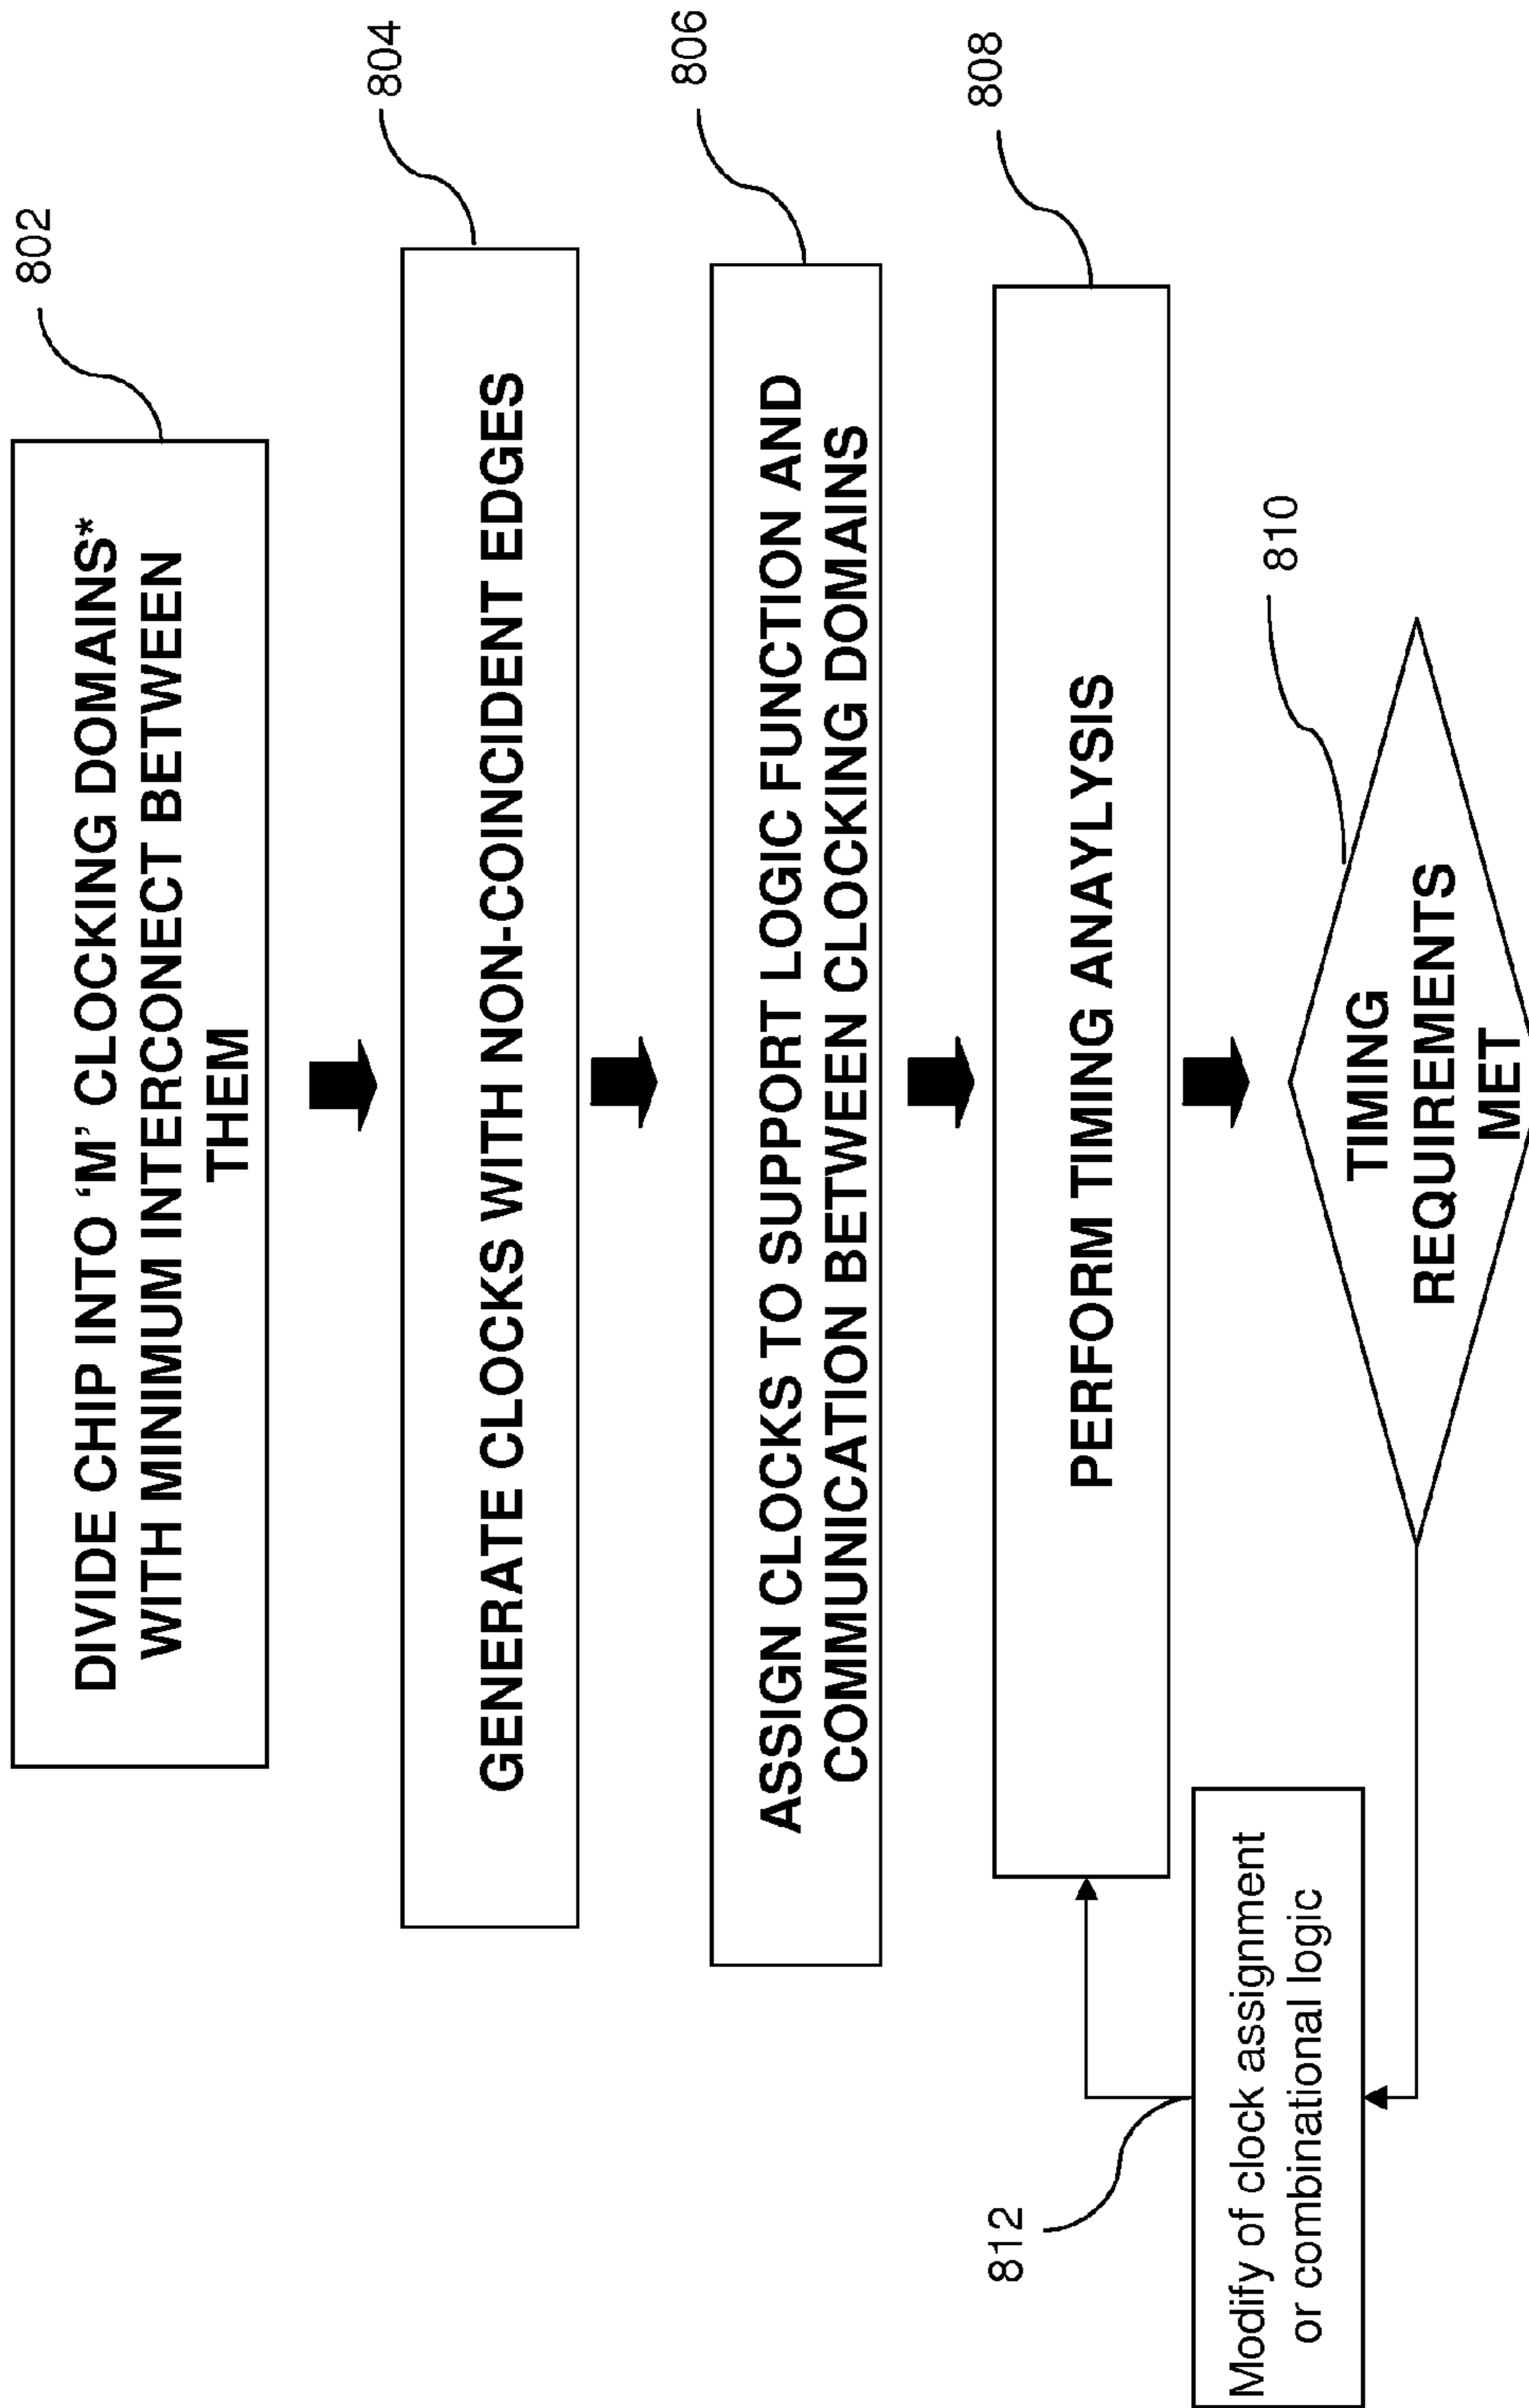 802
DIVIDE CHIP INTO ‘M’ CLOCKING DOMAINS*
WITH MINIMUM INTERCONECT BETWEEN
THEM
804
GENERATE CLOCKS WITH NON-COINCIDENT EDGES
806
ASSIGN CLOCKS TO SUPPORT LOGIC FUNCTION AND
COMMUNICATION BETWEEN CLOCKING DOMAINS
808
PERFORM TIMING ANAYLYSIS
810
TIMING
REQUIREMENTS
MET
812
Modify of clock assignment
or combinational logic